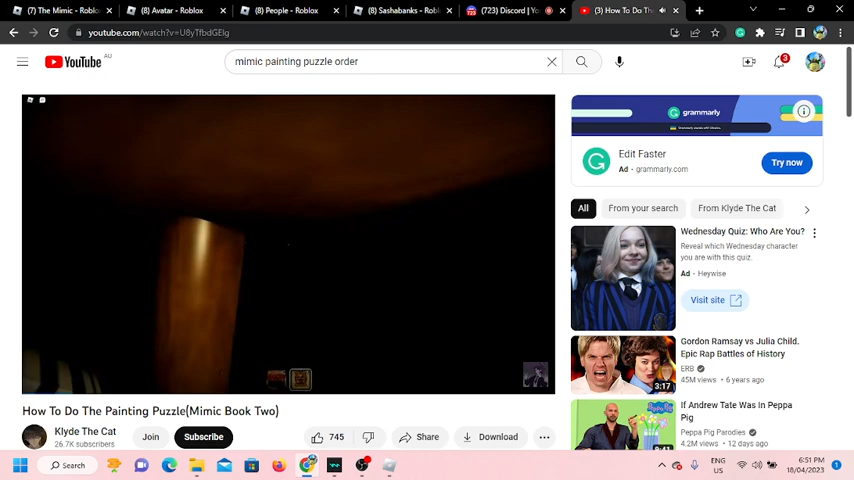 (7) The Mimic - Roblo
(8) Avatar - Roblox
(8) People - Roblox
(8) Sashabanks - Roblo
(723) Discord | Yo
(3) How To Do The
youtube.com/watch?v=U8yTfbdGElg
YouTube AU
mimic painting puzzle order
3
grammarly
Edit Faster
Ad • grammarly.com
Try now
All
From your search
From Klyde The Cat
Wednesday Quiz: Who Are You?
Reveal which Wednesday character
you are with this quiz.
Ad • Heywise
Visit site
Gordon Ramsay vs Julia Child.
Epic Rap Battles of History
ERB
45M views • 6 years ago
3:17
If Andrew Tate Was In Peppa
Pig
Peppa Pig Parodies
4.2M views • 12 days ago
How To Do The Painting Puzzle(Mimic Book Two)
Klyde The Cat
26.7K subscribers
Join
Subscribe
745
Share
Download
Search
ENG
US
6:51 PM
18/04/2023